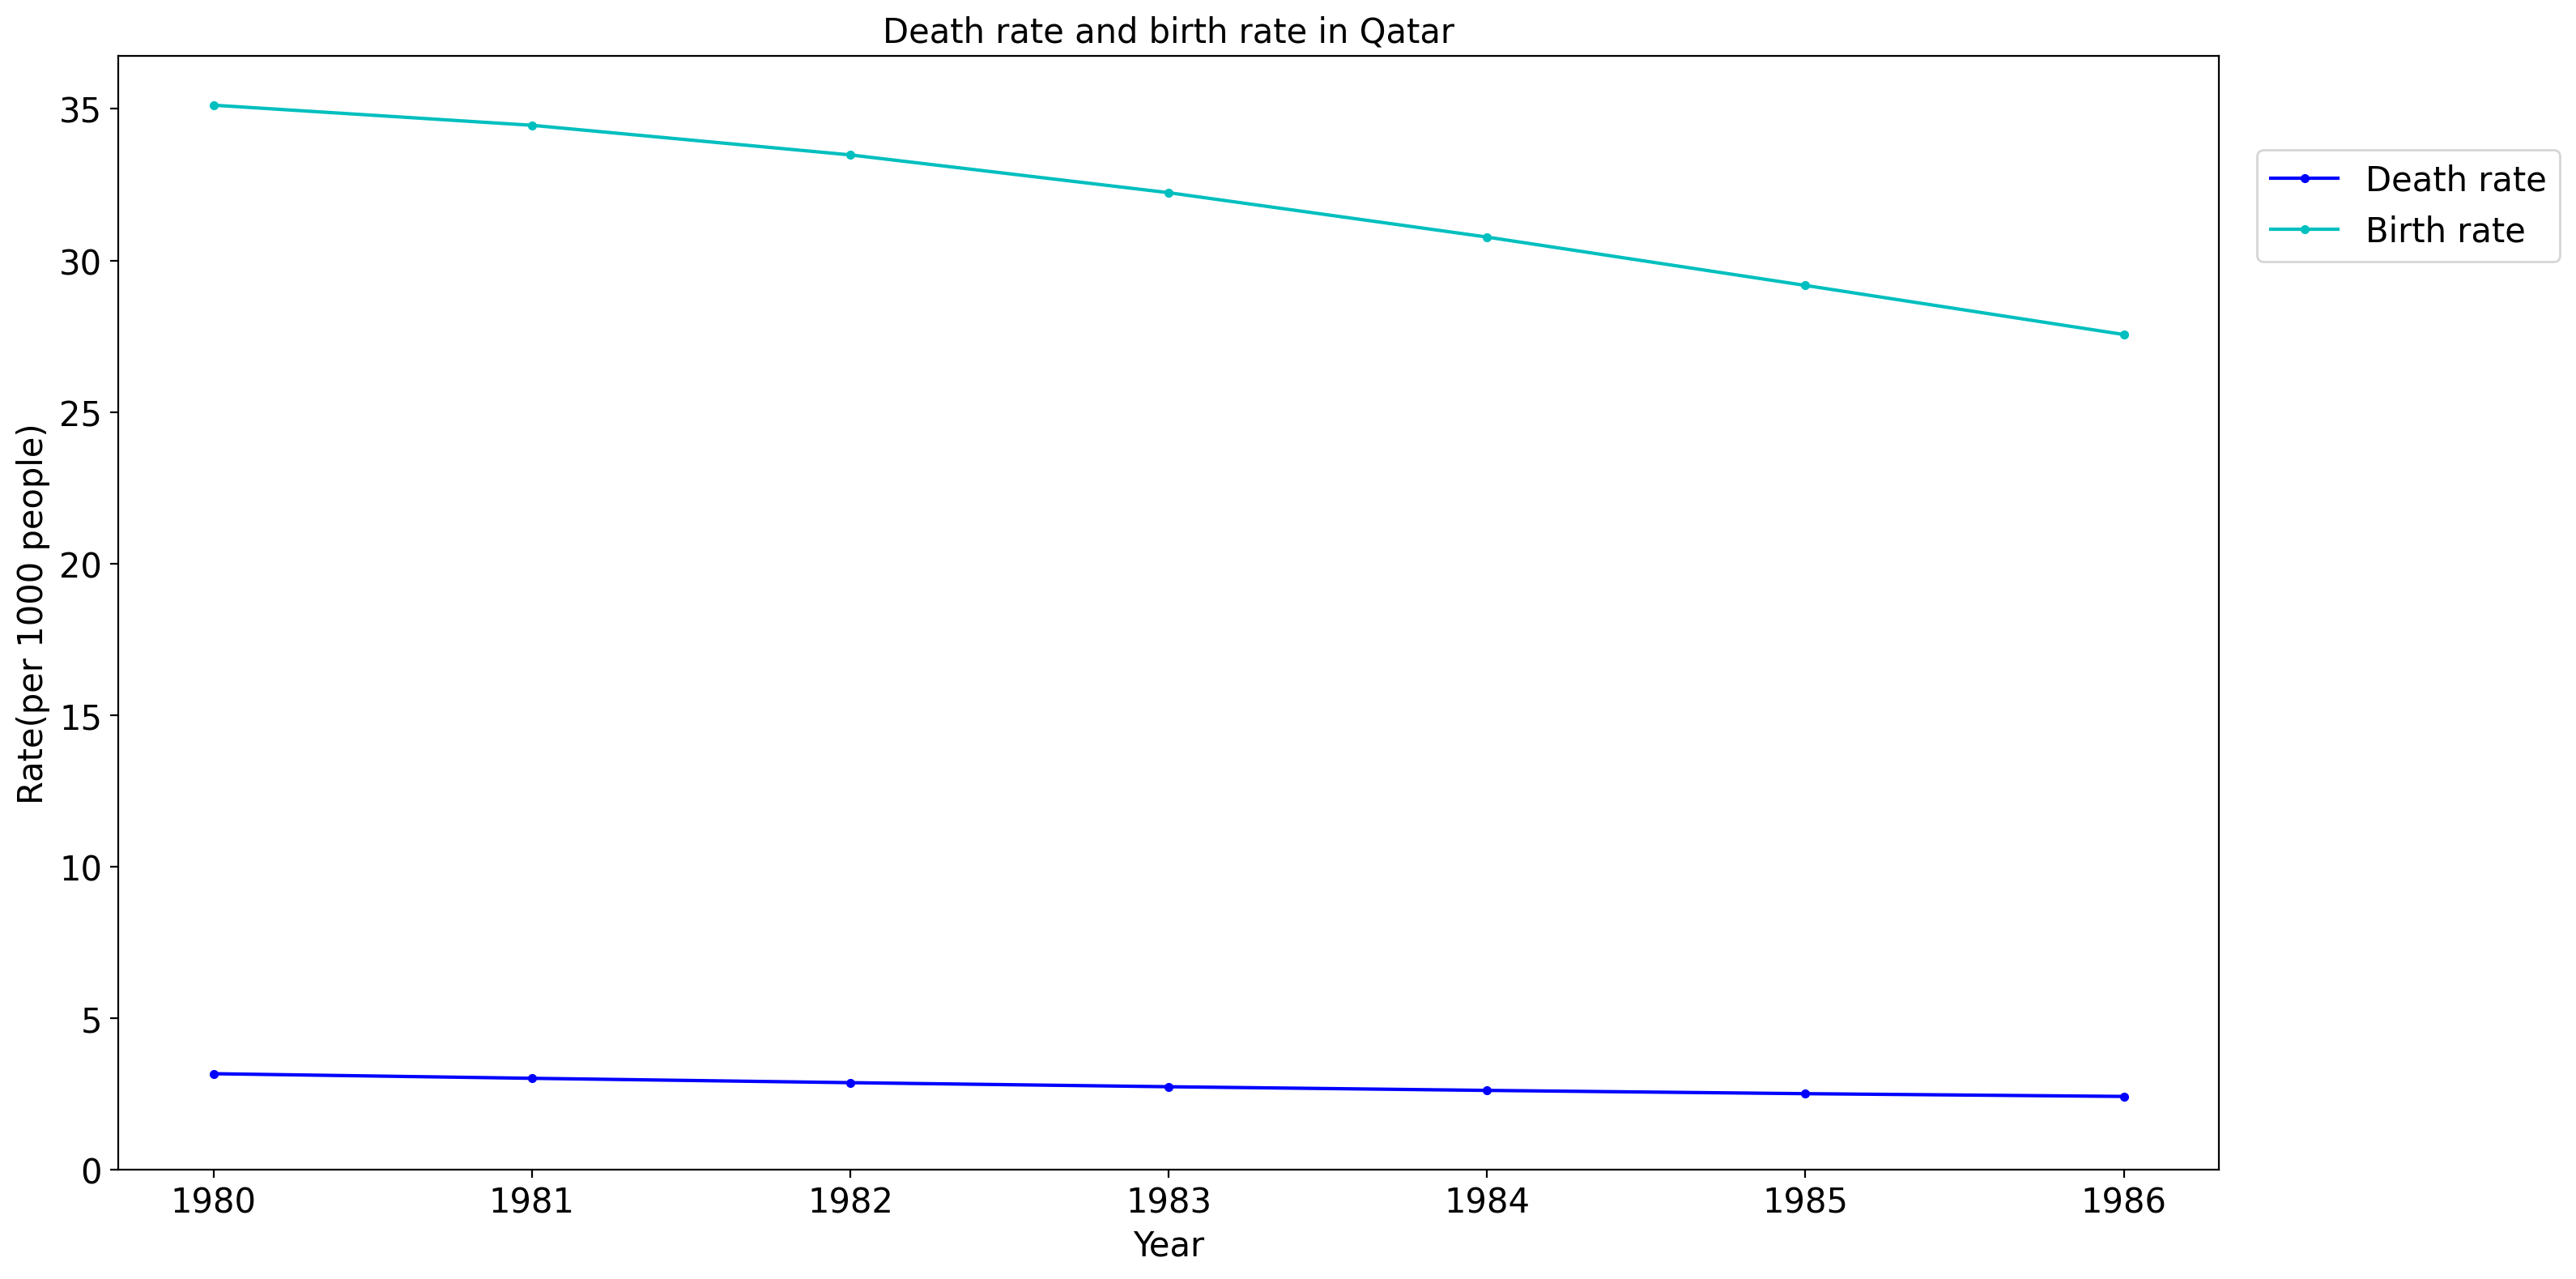 Death rate and birth rate in Qatar
Rate(per 1000 people)
35
30
25
20
15
10
5
0
1980 1981 1982 1983 1984 1985 1986
Year
Death rate
Birth rate